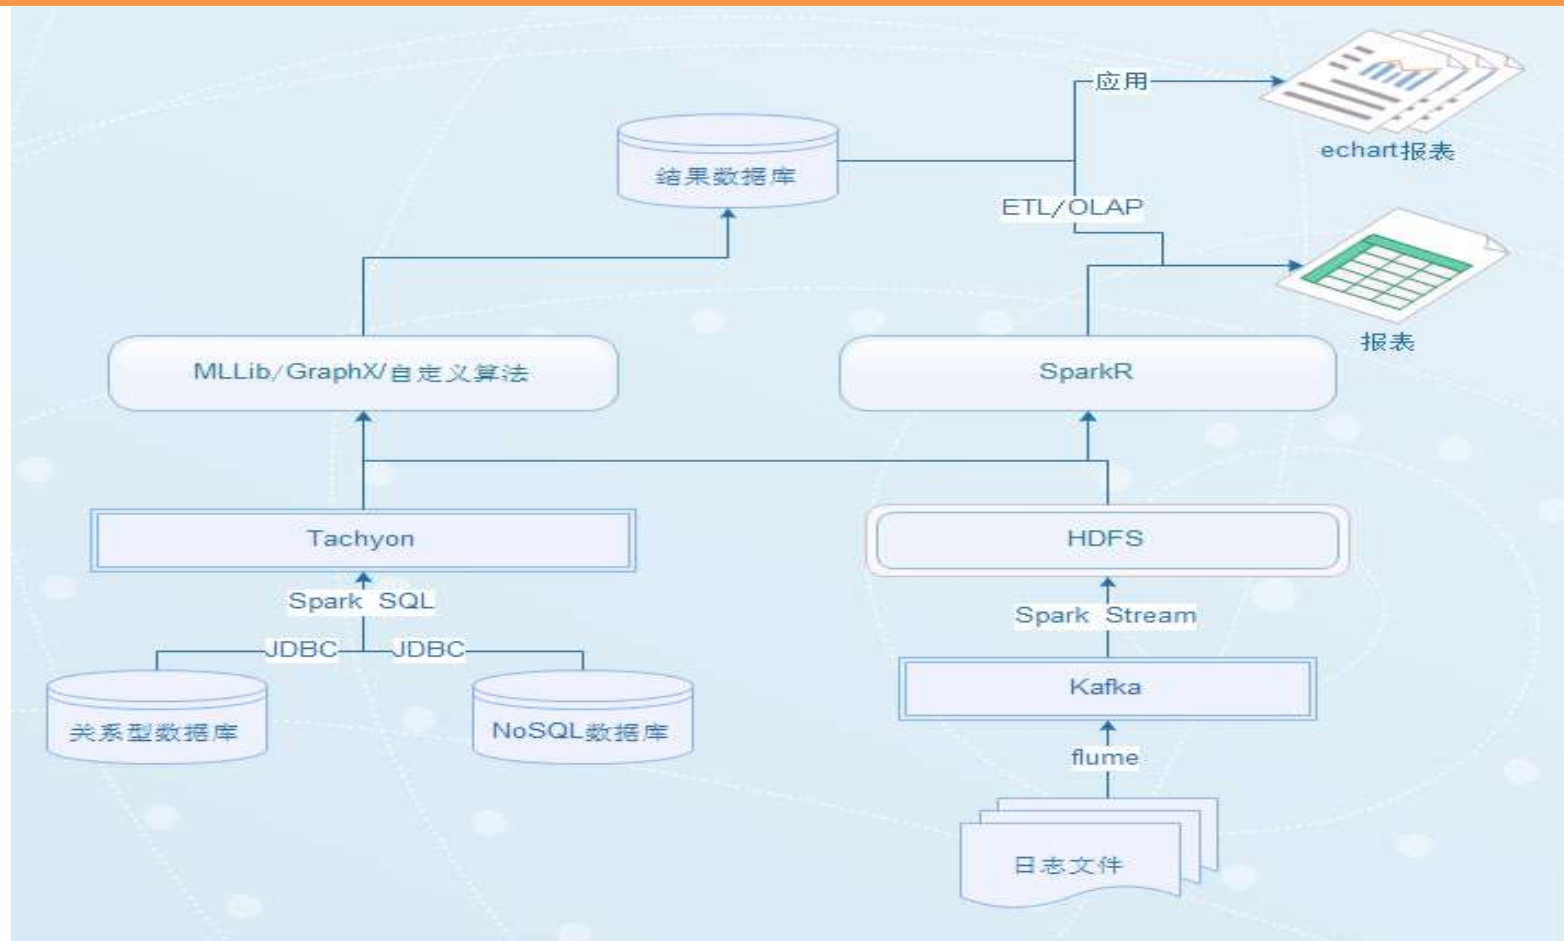 应用
echart报表
结果数据库
ETL/OLAP
报表
MLLib/GraphX/自定义算法
SparkR
Tachyon
HDFS
Spark SQL
Spark Stream
JDBC
JDBC
Kafka
关系型数据库
NoSQL数据库
flume
日志文件